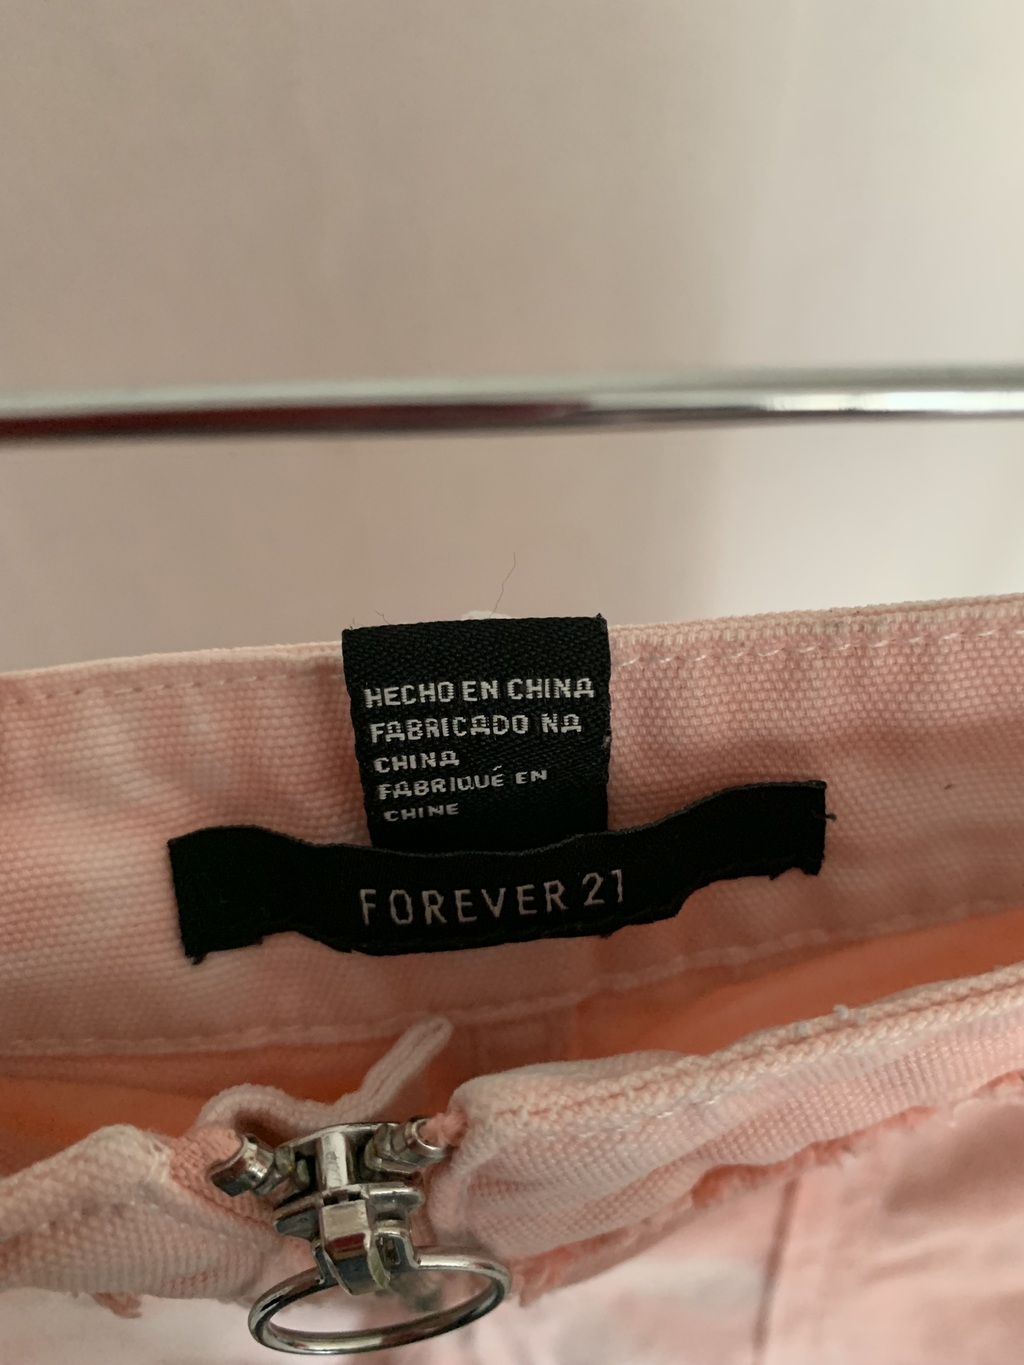 HECHO EN CHINA
FABRICADO NA
CHINA
FABRIQUÉ EN
CHINE
FOREVER 21